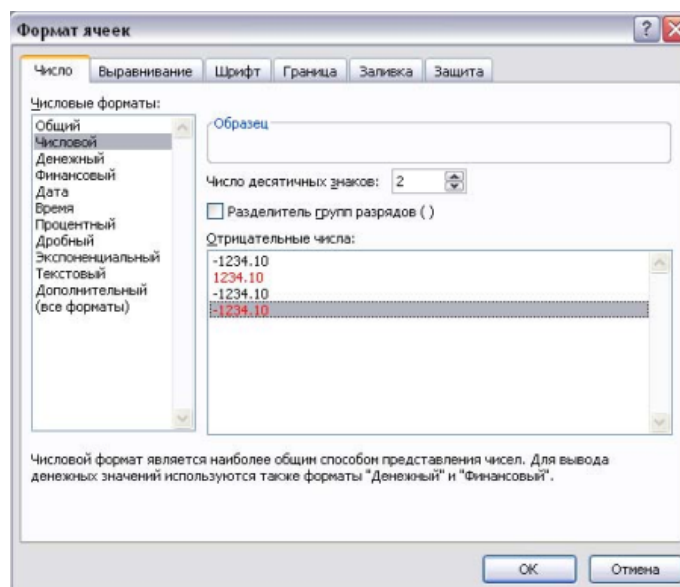 Формат ячеек
Число Выравнивание Шрифт Граница Заливка Защита
Числовые форматы:
Общий
Числовой
Денежный
Финансовый
Дата
Время
Процентный
Дробный
Экспоненциальный
Текстовый
Дополнительный
(все форматы)
Образец
Число десятичных знаков: 2
Разделитель групп разрядов ( )
Отрицательные числа:
-1234.10
1234.10
-1234.10
-1234.10
Числовой формат является наиболее общим способом представления чисел. Для вывода
денежных значений используются также форматы "Денежный" и "Финансовый".
ОК Отмена